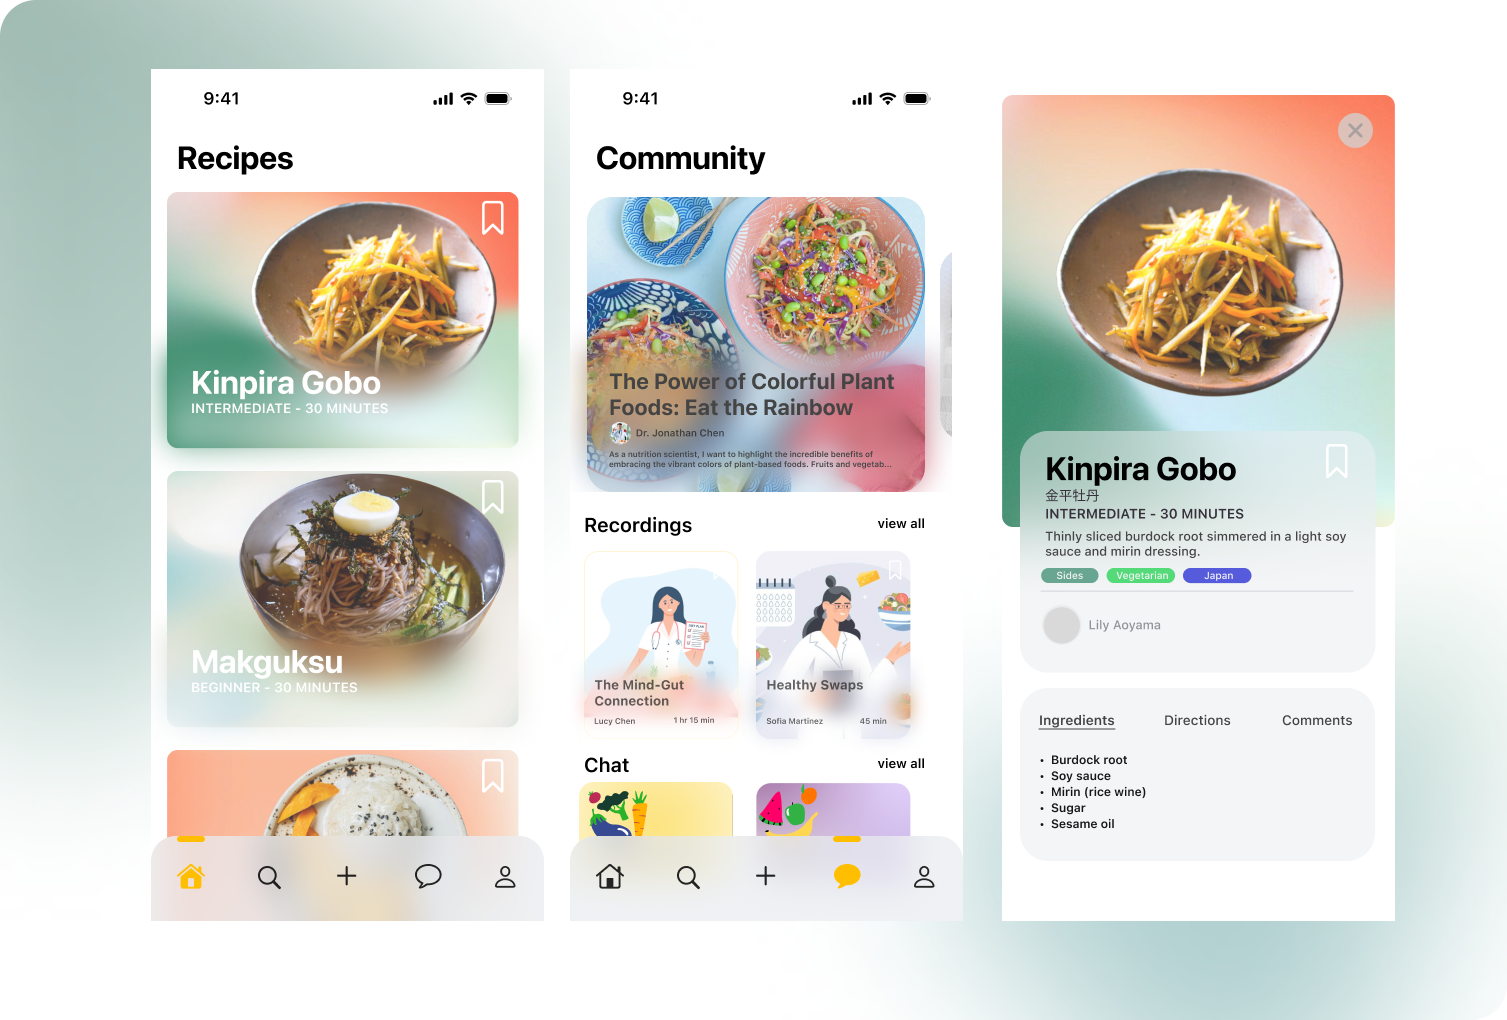 9:41
Recipes
Kinpira Gobo
INTERMEDIATE - 30 MINUTES
Makguksu
BEGINNER - 30 MINUTES
9:41
Community
The Power of Colorful Plant
Foods: Eat the Rainbow
Dr. Jonathan Chen
As a nutrition scientist, I want to highlight the incredible benefits of
embracing the vibrant colors of plant-based foods. Fruits and vegetab...
Recordings
view all
The Mind-Gut
Connection
Lucy Chen
1 hr 15 min
Healthy Swaps
Sofia Martinez
45 min
Chat
view all
Kinpira Gobo
金平牡丹
INTERMEDIATE - 30 MINUTES
Thinly sliced burdock root simmered in a light soy
sauce and mirin dressing.
Sides
Vegetarian
Japan
Lily Aoyama
Ingredients
Directions
Comments
• Burdock root
• Soy sauce
• Mirin (rice wine)
• Sugar
• Sesame oil